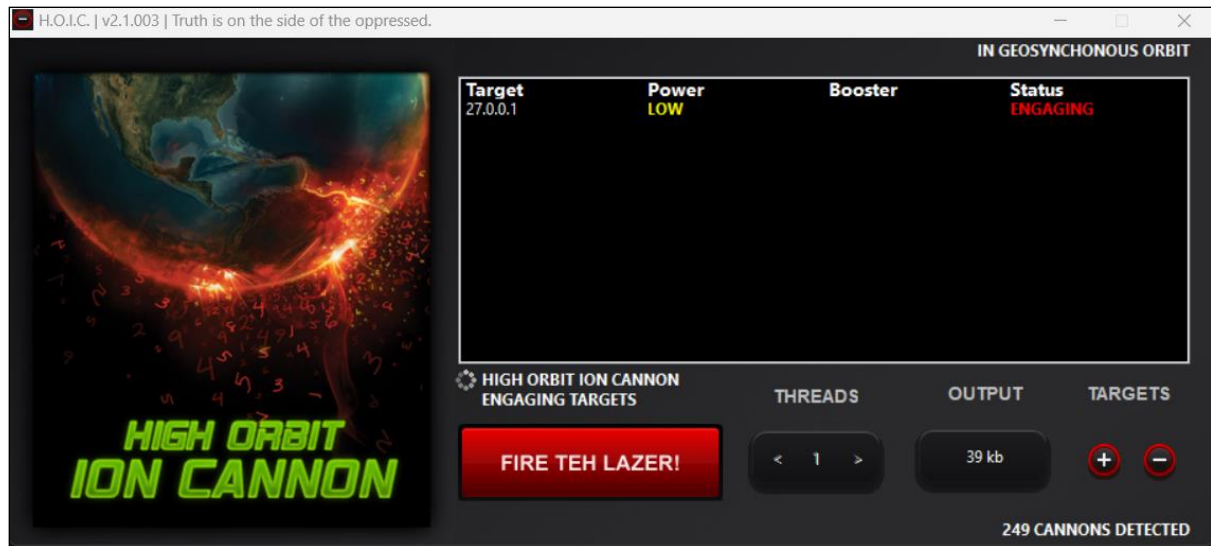 H.O.I.C. | v2.1.003 | Truth is on the side of the oppressed.
IN GEOSYNCHONOUS ORBIT
Target Power Booster Status
27.0.0.1 LOW ENGAGING
HIGH ORBIT
ION CANNON
HIGH ORBIT ION CANNON
ENGAGING TARGETS
THREADS OUTPUT TARGETS
FIRE TEH LAZER! < 1 > 39 kb + −
249 CANNONS DETECTED